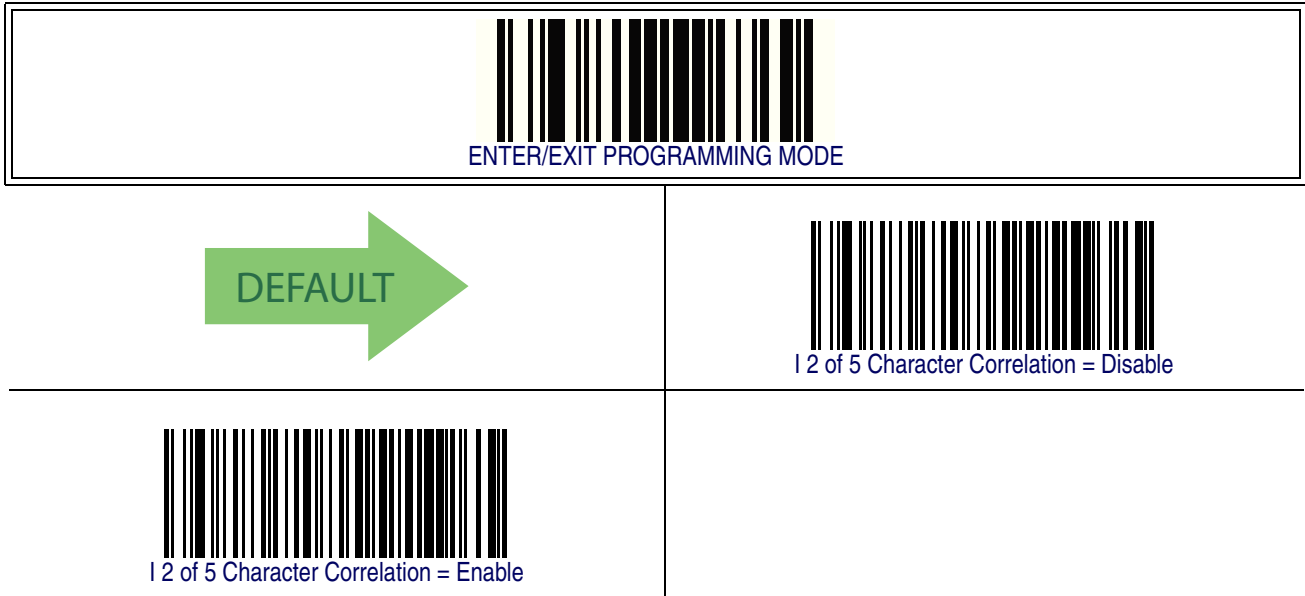 ENTER/EXIT PROGRAMMING MODE
DEFAULT
I 2 of 5 Character Correlation = Disable
I 2 of 5 Character Correlation = Enable